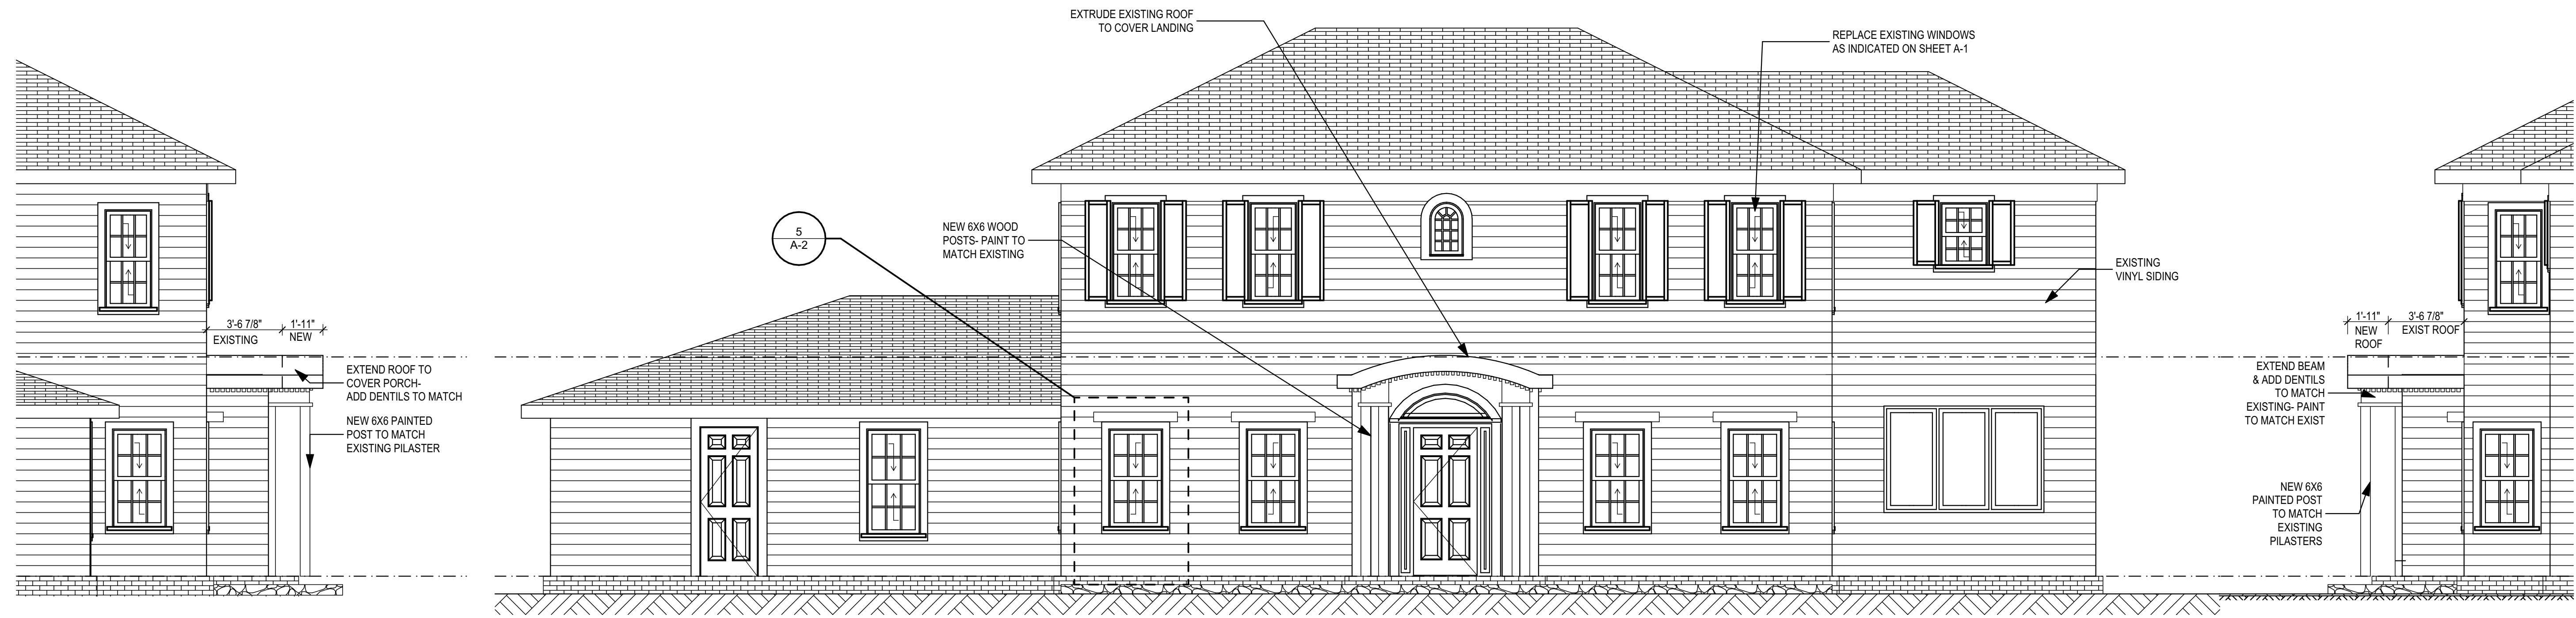 EXTRUDE EXISTING ROOF
TO COVER LANDING
REPLACE EXISTING WINDOWS
AS INDICATED ON SHEET A-1
5
A-2
NEW 6X6 WOOD
POSTS- PAINT TO
MATCH EXISTING
EXISTING
VINYL SIDING
3'-6 7/8"
1'-11"
EXISTING
NEW
EXTEND ROOF TO
COVER PORCH-
ADD DENTILS TO MATCH
NEW 6X6 PAINTED
POST TO MATCH
EXISTING PILASTER
1'-11"
3'-6 7/8"
NEW
ROOF
EXIST ROOF
EXTEND BEAM
& ADD DENTILS
TO MATCH
EXISTING- PAINT
TO MATCH EXIST
NEW 6X6
PAINTED POST
TO MATCH
EXISTING
PILASTERS